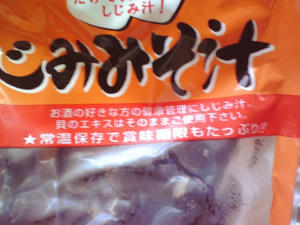 しじみ汁!
じみみそ汁
お酒の好きな方の健康管理にしじみ汁、
貝のエキスはそのままご使用下さい。
★常温保存で賞味期限もたっぷり!!